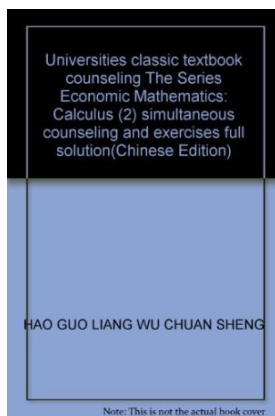 Universities classic textbook
counseling The Series
Economic Mathematics:
Calculus (2) simultaneous
counseling and exercises full
solution(Chinese Edition)
HAO GUO LIANG WU CHUAN SHENG
Note: This is not the actual book cover